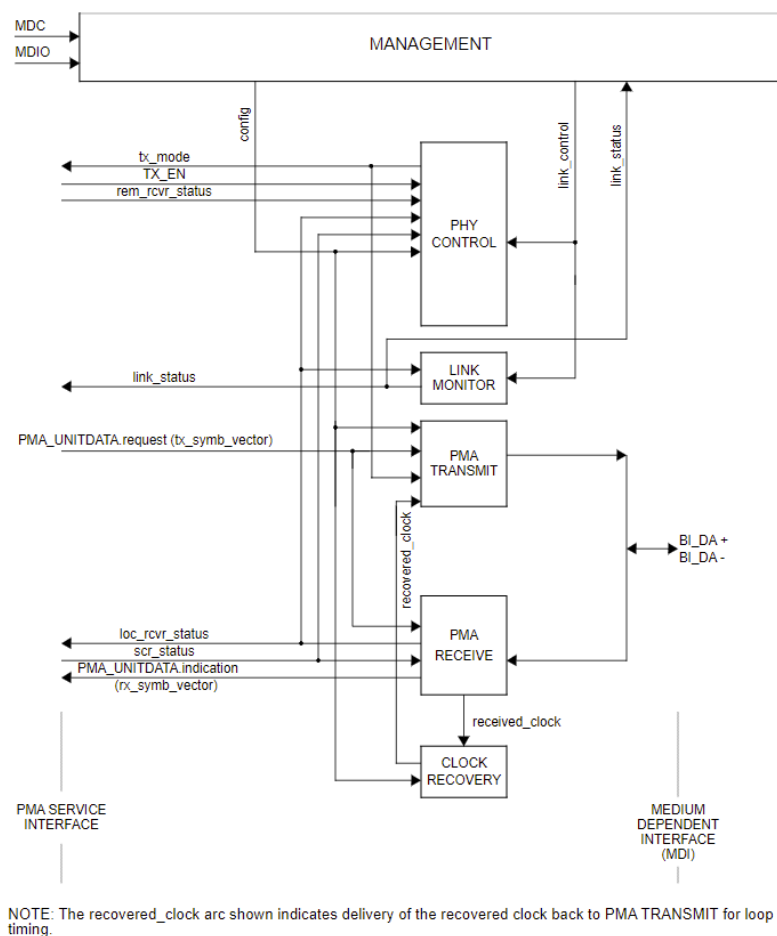 MDC
MDIO
MANAGEMENT
config
link_control
link_status
tx_mode
TX_EN
rem_rcvr_status
PHY
CONTROL
link_status
LINK
MONITOR
PMA_UNITDATA.request (tx_symb_vector)
PMA
TRANSMIT
recovered_clock
BI_DA +
BI_DA -
loc_rcvr_status
scr_status
PMA_UNITDATA.indication
(rx_symb_vector)
PMA
RECEIVE
received_clock
CLOCK
RECOVERY
PMA SERVICE
INTERFACE
MEDIUM
DEPENDENT
INTERFACE
(MDI)
NOTE: The recovered_clock arc shown indicates delivery of the recovered clock back to PMA TRANSMIT for loop
timing.